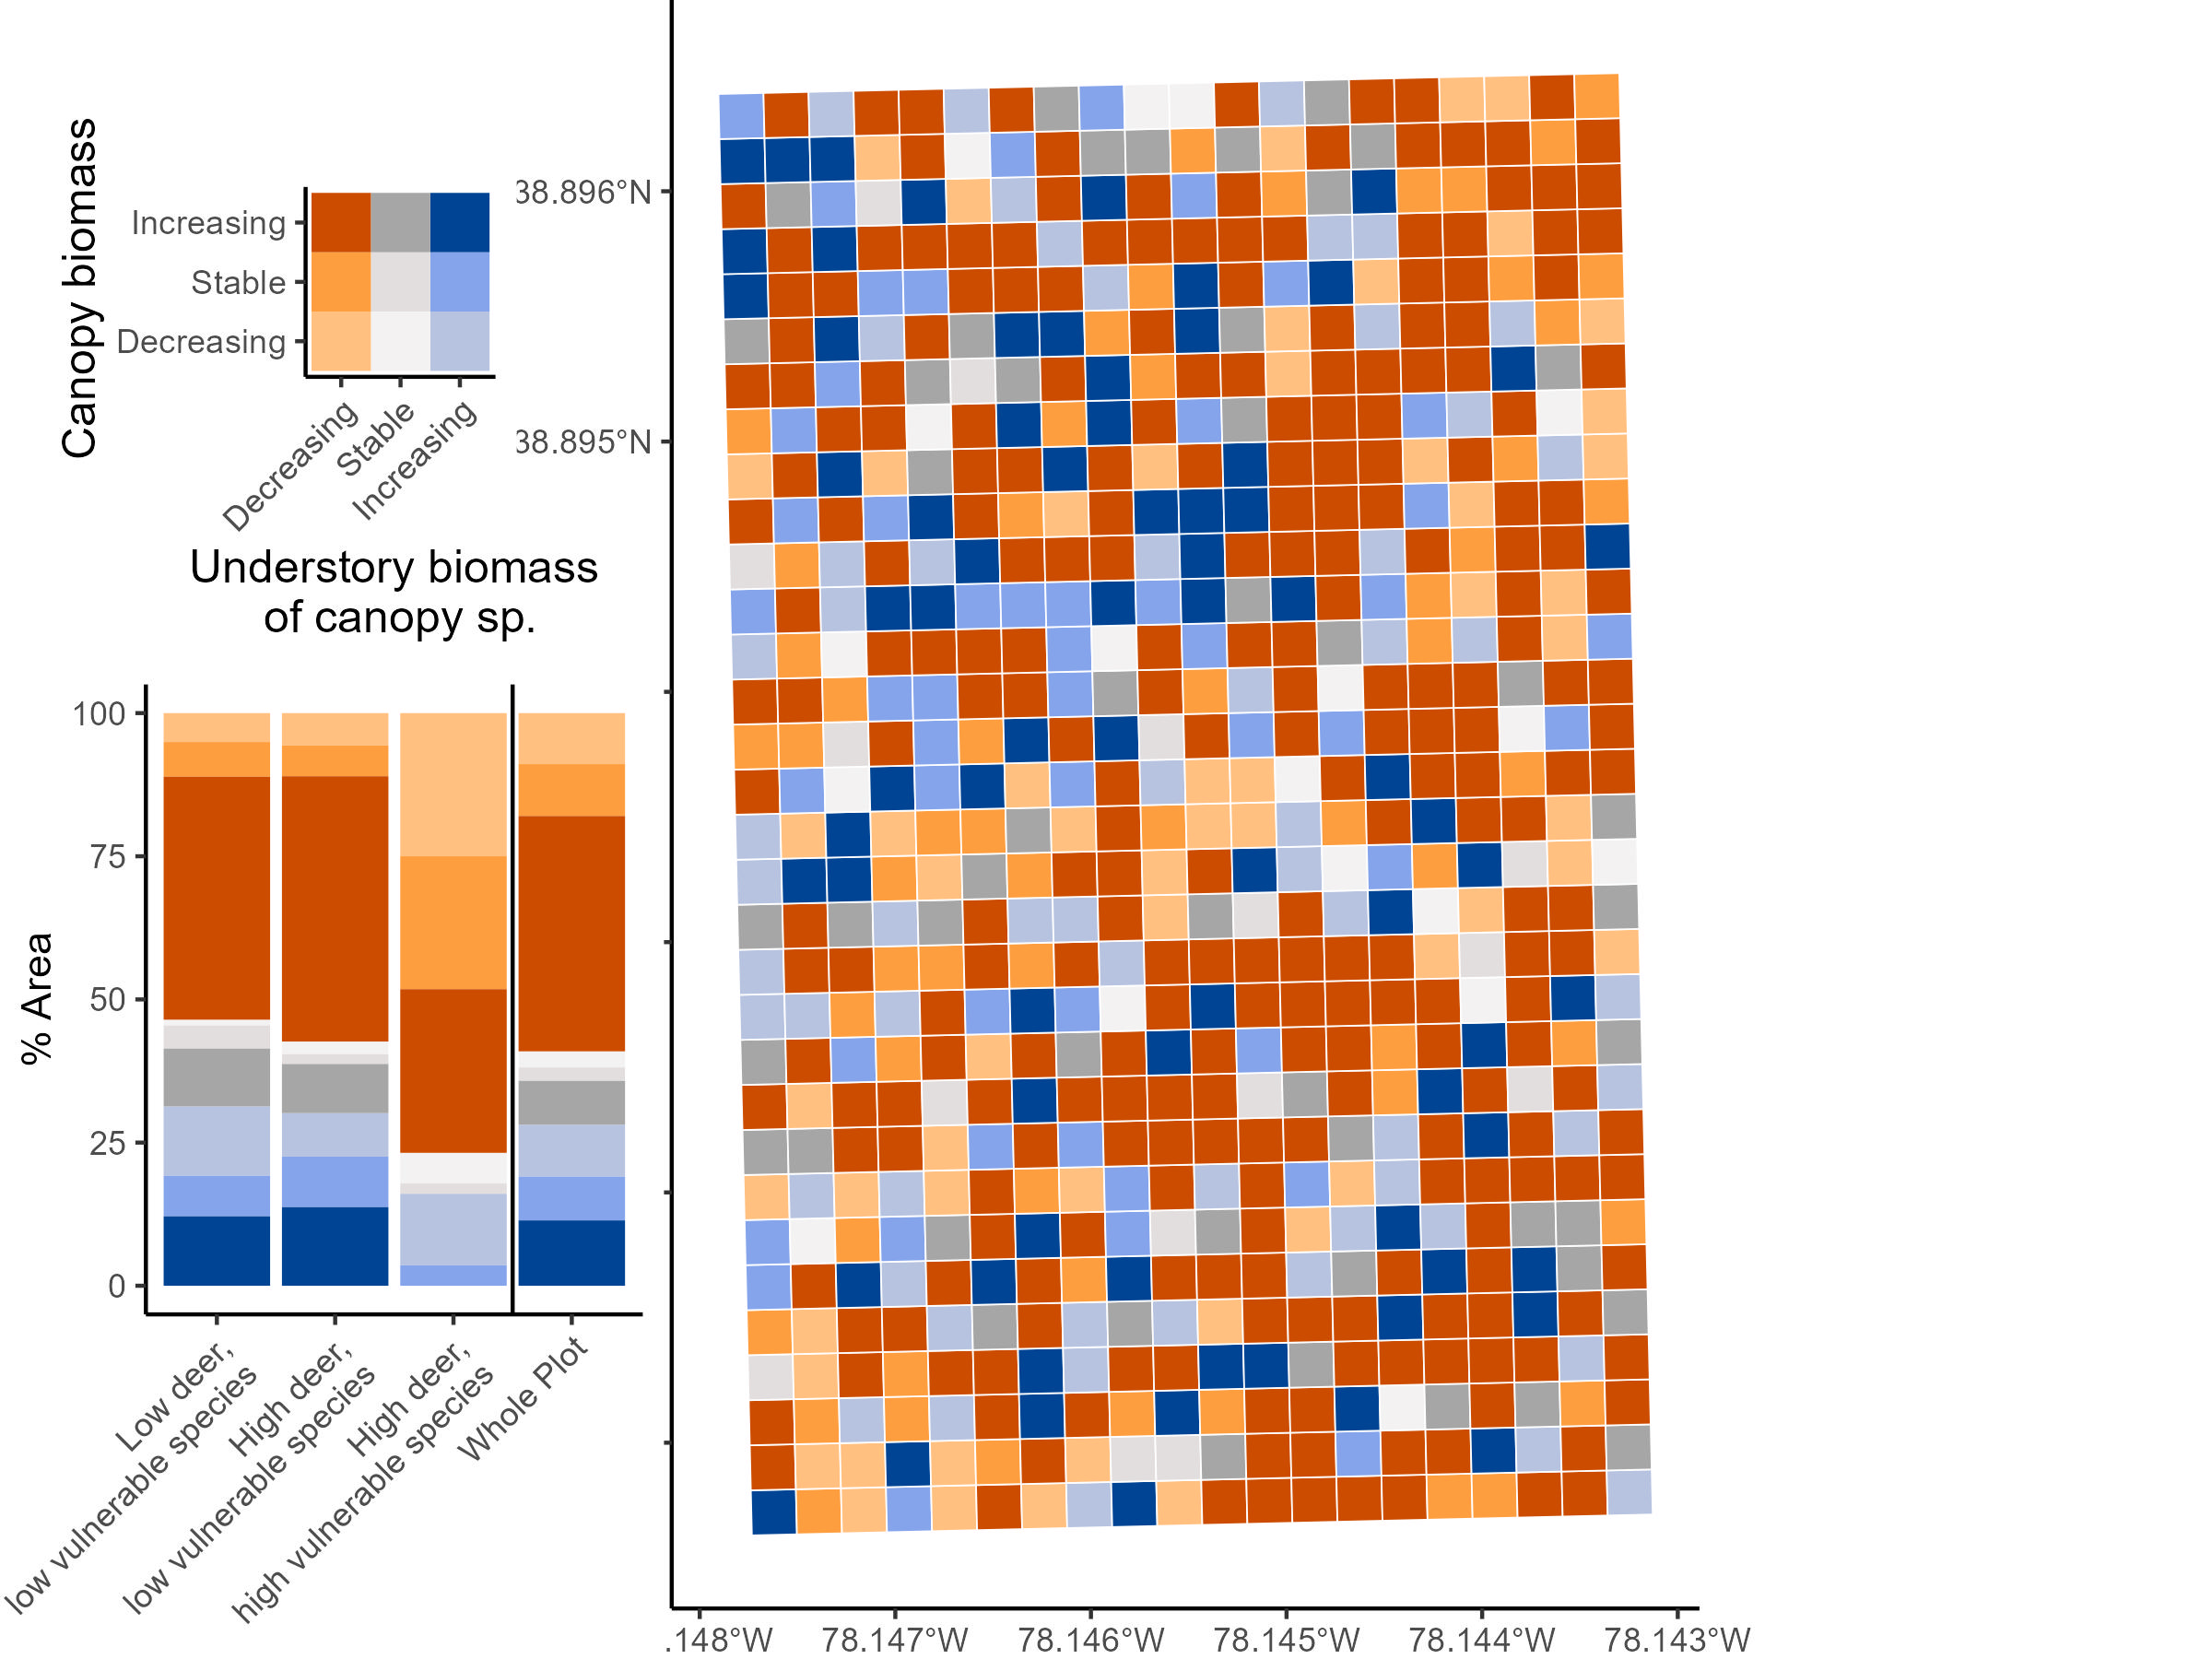 Canopy biomass
Increasing
Stable
Decreasing
Decreasing
Stable
Increasing
Understory biomass
of canopy sp.
% Area
100
75
50
25
0
Low deer,
low vulnerable species
High deer,
low vulnerable species
High deer,
high vulnerable species
Whole Plot
38.896°N
38.895°N
.148°W
78.147°W
78.146°W
78.145°W
78.144°W
78.143°W